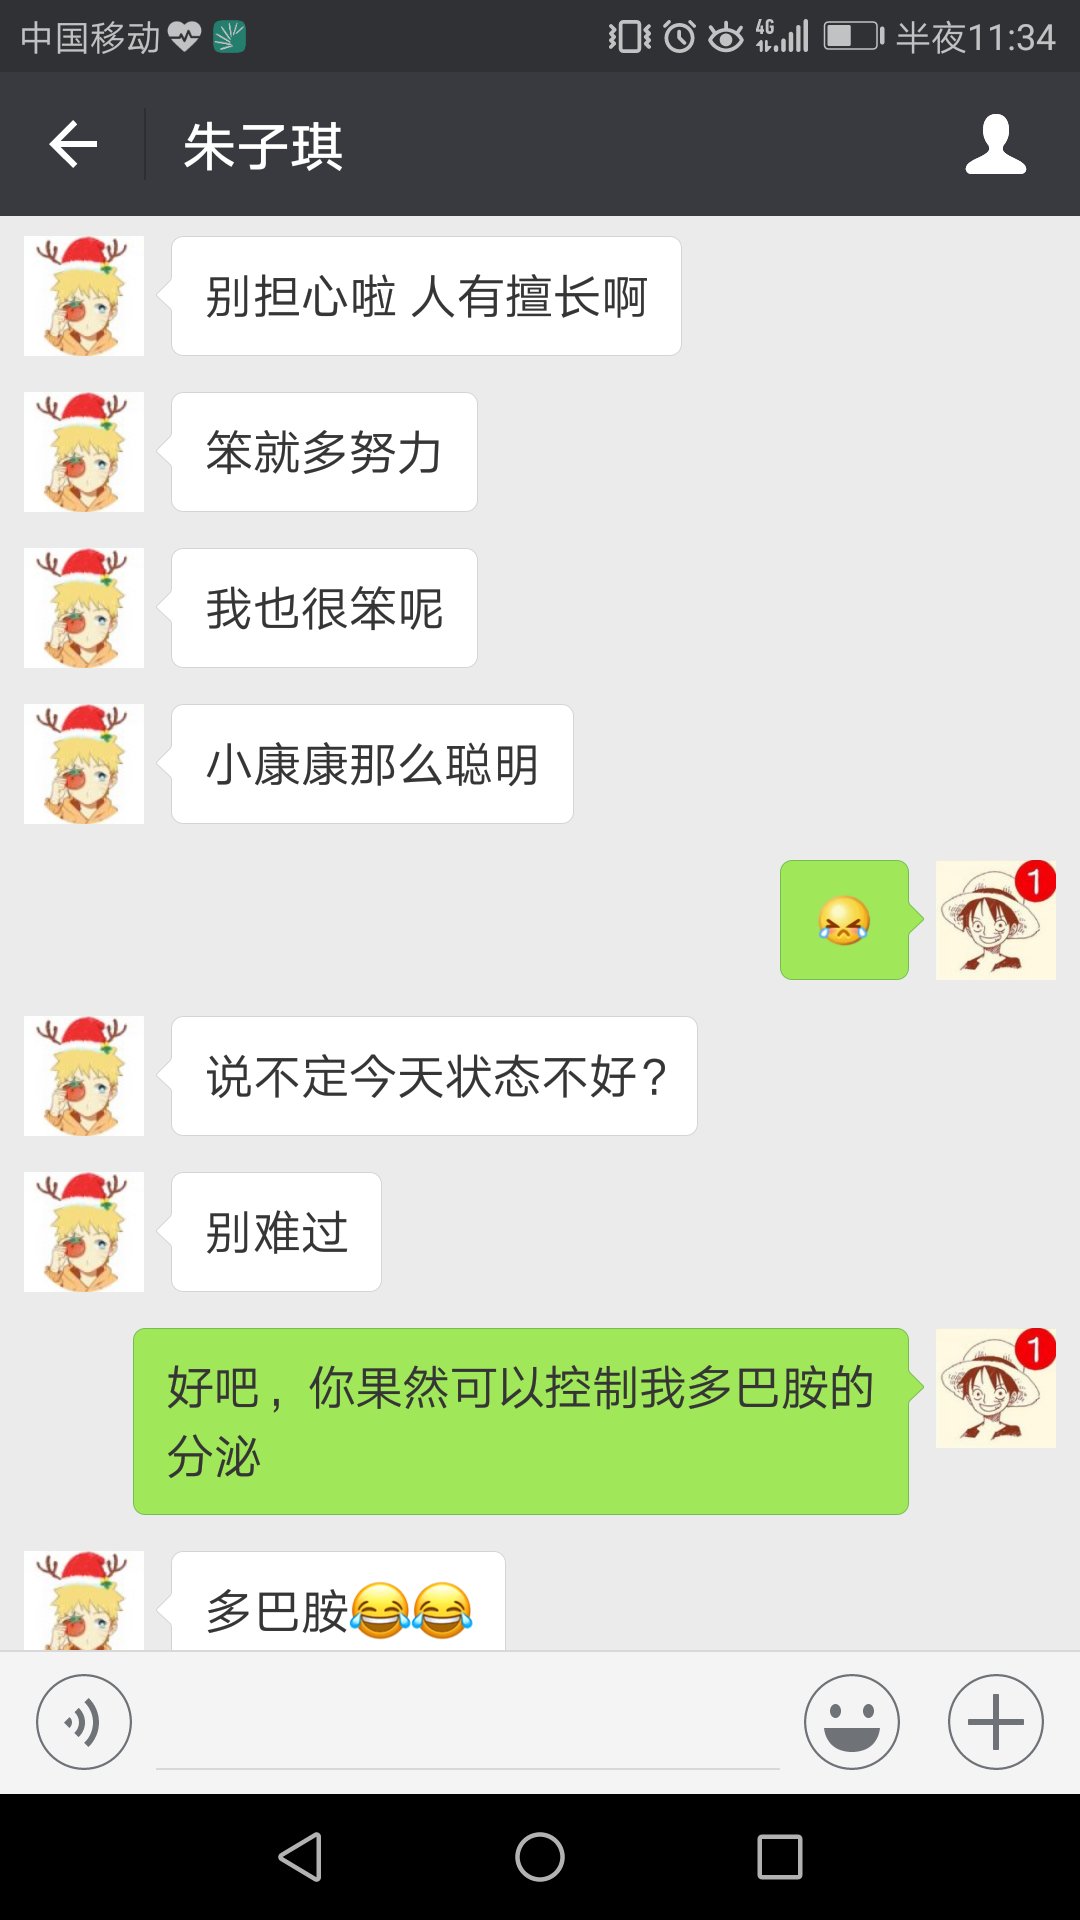 中国移动 4G 半夜11:34
朱子琪
别担心啦 人有擅长啊
笨就多努力
我也很笨呢
小康康那么聪明
1
说不定今天状态不好?
别难过
1
好吧，你果然可以控制我多巴胺的
分泌
多巴胺😂😂